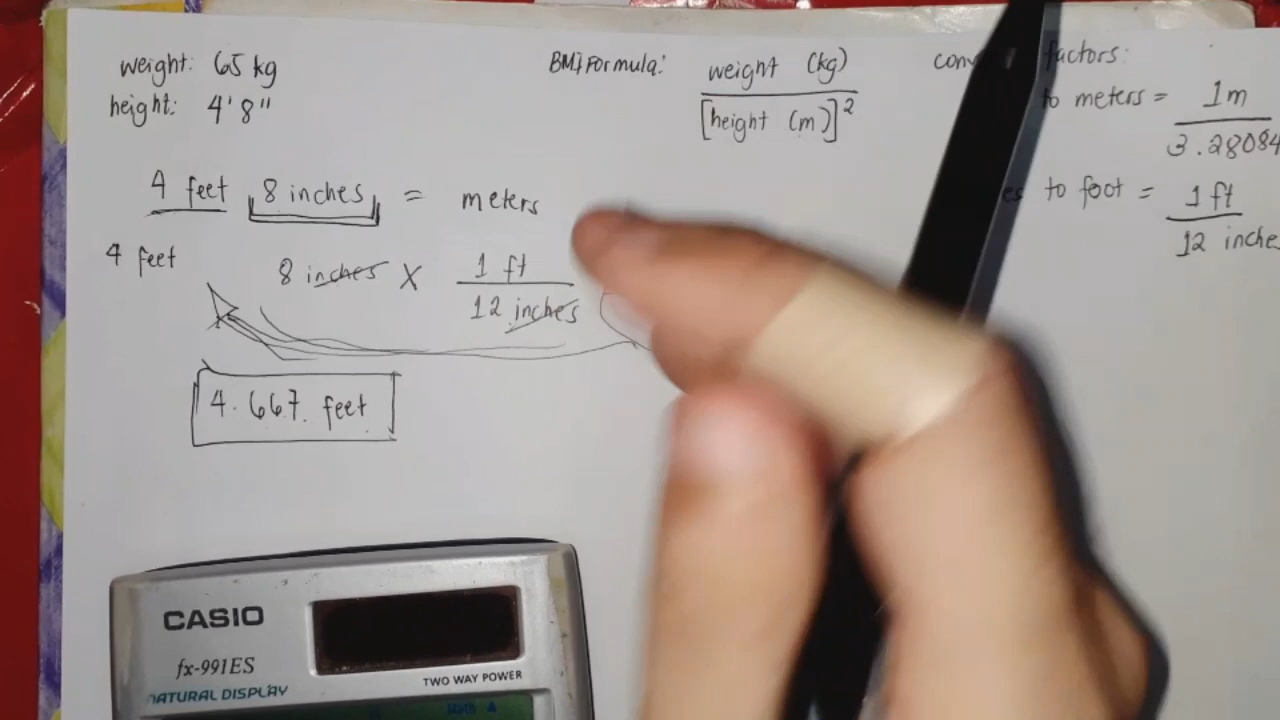 weight: 65 kg
height: 4'8"
BMI Formula: weight (kg)
[height (m)]²
factors:
to meters = 1m
3.28084
to foot = 1 ft
12 inche
4 feet 8 inches = meters
4 feet 8 inches X 1 ft
12 inches
4.667 feet
CASIO
fx-991ES
NATURAL DISPLAY
TWO WAY POWER